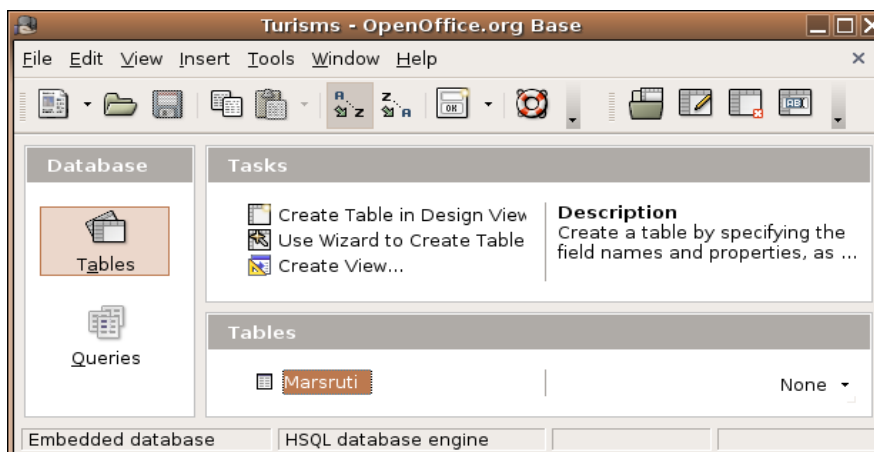 Turisms - OpenOffice.org Base
File Edit View Insert Tools Window Help
A Z
Z A
OK
ABI
Database
Tables
Queries
Tasks
Create Table in Design View
Use Wizard to Create Table
Create View...
Description
Create a table by specifying the
field names and properties, as ...
Tables
Marsruti
None
Embedded database HSQL database engine